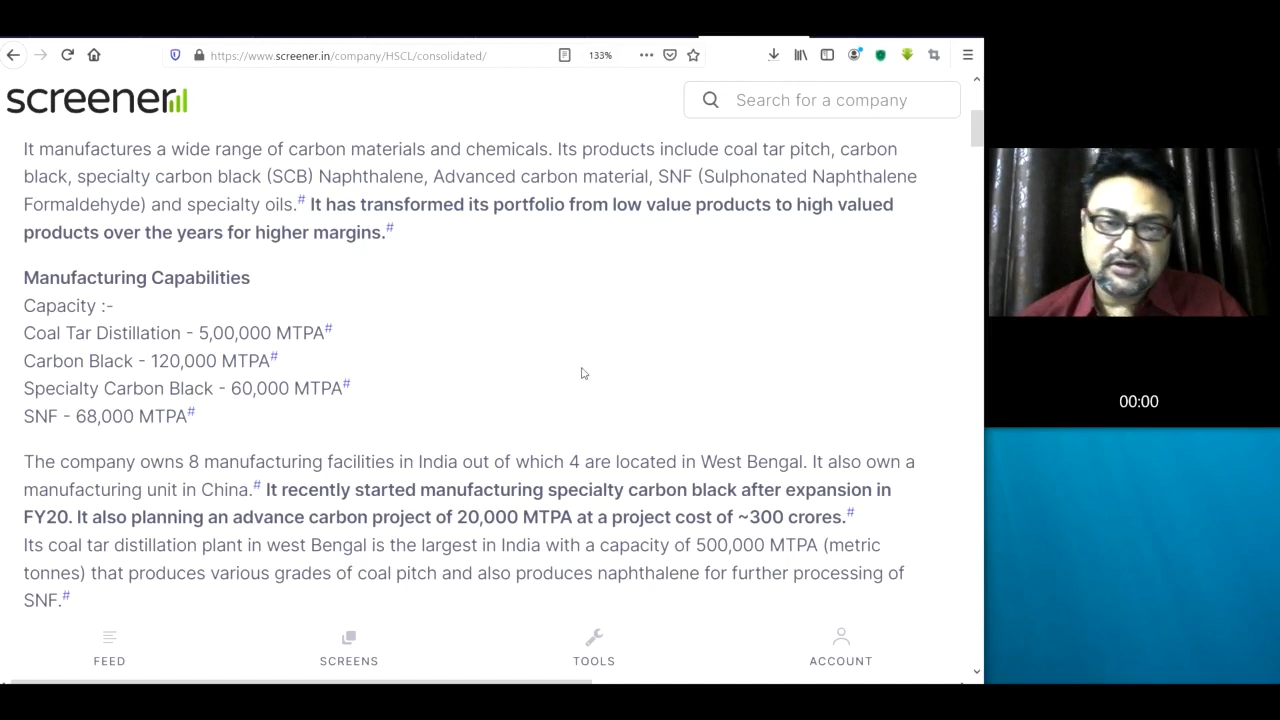 https://www.screener.in/company/HSCL/consolidated/
133%
screener
Search for a company
It manufactures a wide range of carbon materials and chemicals. Its products include coal tar pitch, carbon
black, specialty carbon black (SCB) Naphthalene, Advanced carbon material, SNF (Sulphonated Naphthalene
Formaldehyde) and specialty oils.# It has transformed its portfolio from low value products to high valued
products over the years for higher margins.#
Manufacturing Capabilities
Capacity :-
Coal Tar Distillation - 5,00,000 MTPA#
Carbon Black - 120,000 MTPA#
Specialty Carbon Black - 60,000 MTPA#
SNF - 68,000 MTPA#
The company owns 8 manufacturing facilities in India out of which 4 are located in West Bengal. It also own a
manufacturing unit in China.# It recently started manufacturing specialty carbon black after expansion in
FY20. It also planning an advance carbon project of 20,000 MTPA at a project cost of ~300 crores.#
Its coal tar distillation plant in west Bengal is the largest in India with a capacity of 500,000 MTPA (metric
tonnes) that produces various grades of coal pitch and also produces naphthalene for further processing of
SNF.#
FEED
SCREENS
TOOLS
ACCOUNT
00:00